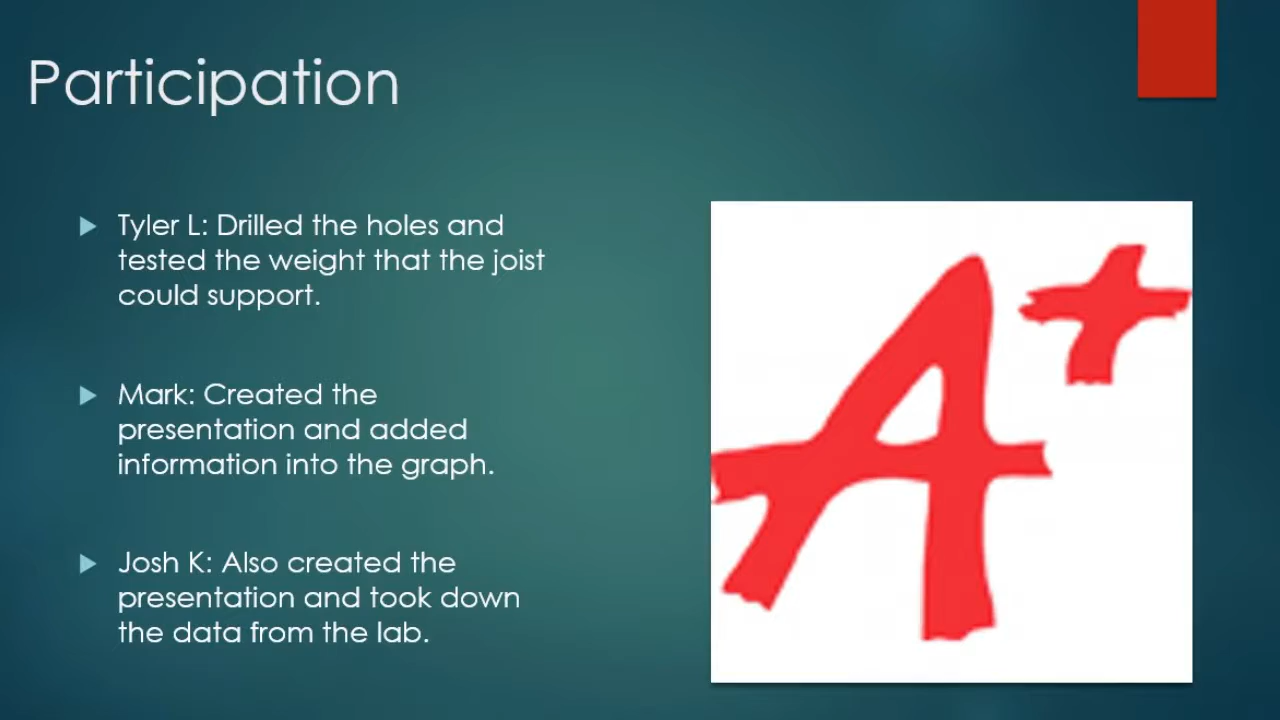 Participation
Tyler L: Drilled the holes and
tested the weight that the joist
could support.
Mark: Created the
presentation and added
information into the graph.
Josh K: Also created the
presentation and took down
the data from the lab.
A+